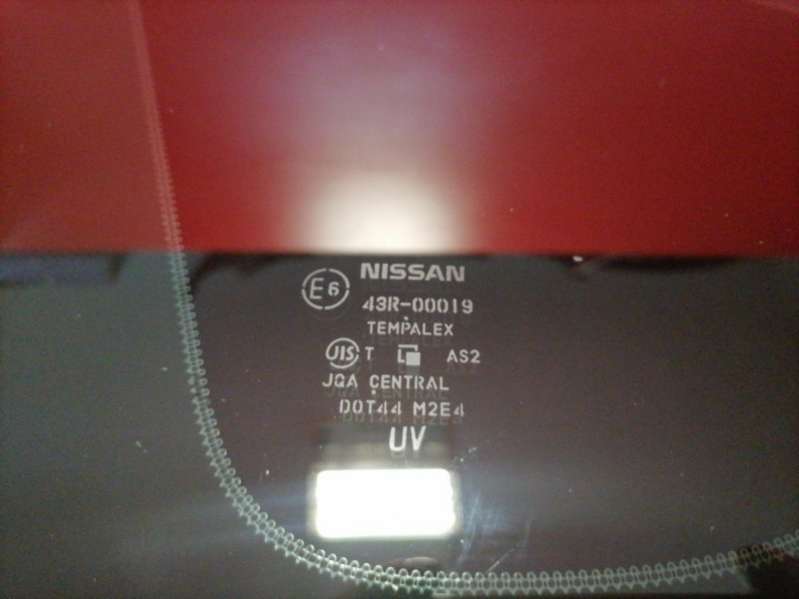 NISSAN
E6
43R-00019
TEMPALEX
JIS T AS2
JQA CENTRAL
DOT44 M2E4
UV